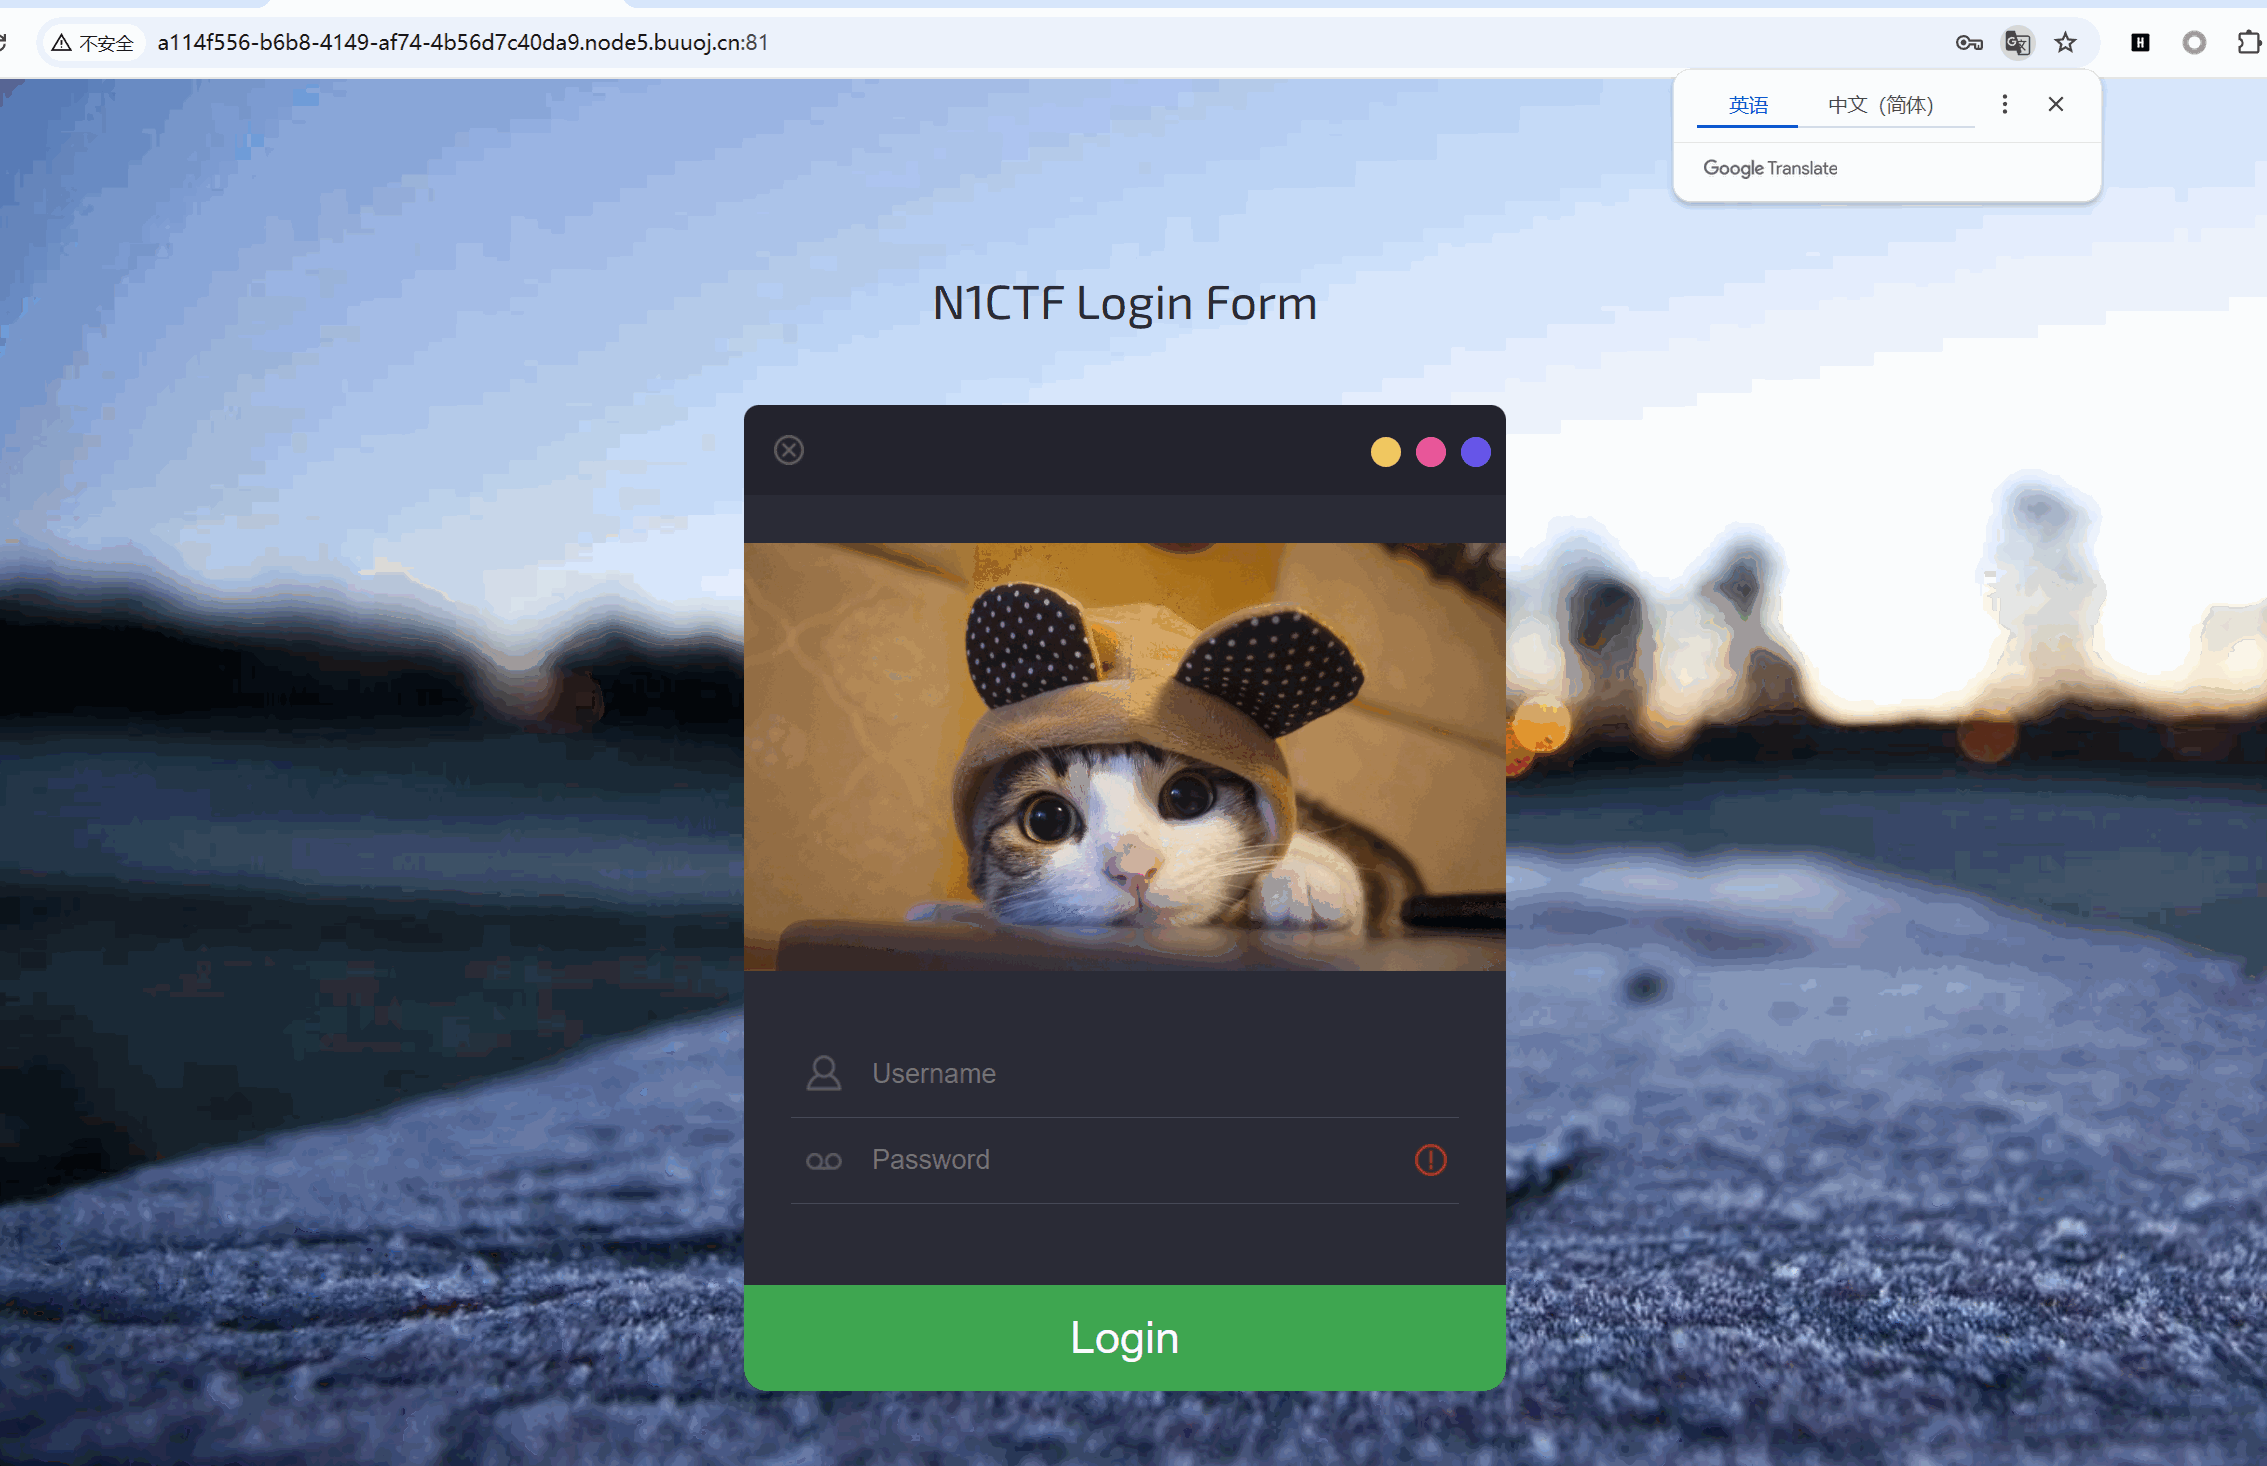 不安全 a114f556-b6b8-4149-af74-4b56d7c40da9.node5.buuoj.cn:81
英语 中文 (简体)
Google Translate
N1CTF Login Form
Username
Password
Login